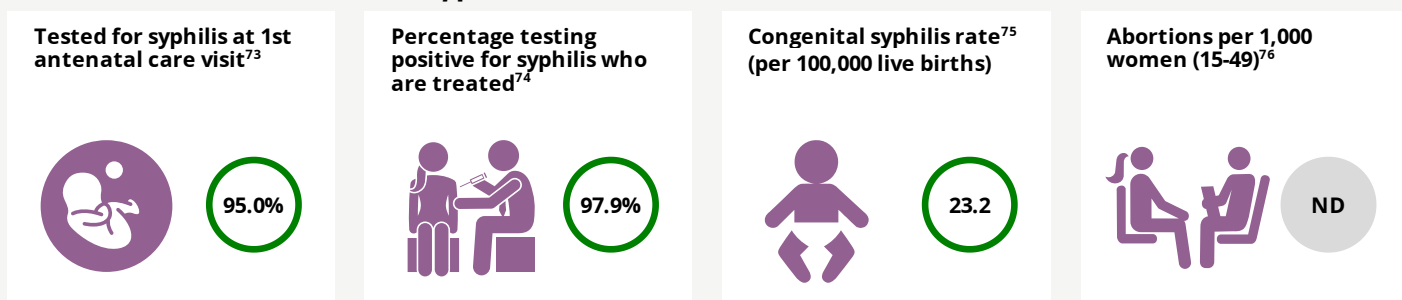 Tested for syphilis at 1st
antenatal care visit73
95.0%
Percentage testing
positive for syphilis who
are treated74
97.9%
Congenital syphilis rate75
(per 100,000 live births)
23.2
Abortions per 1,000
women (15-49)76
ND